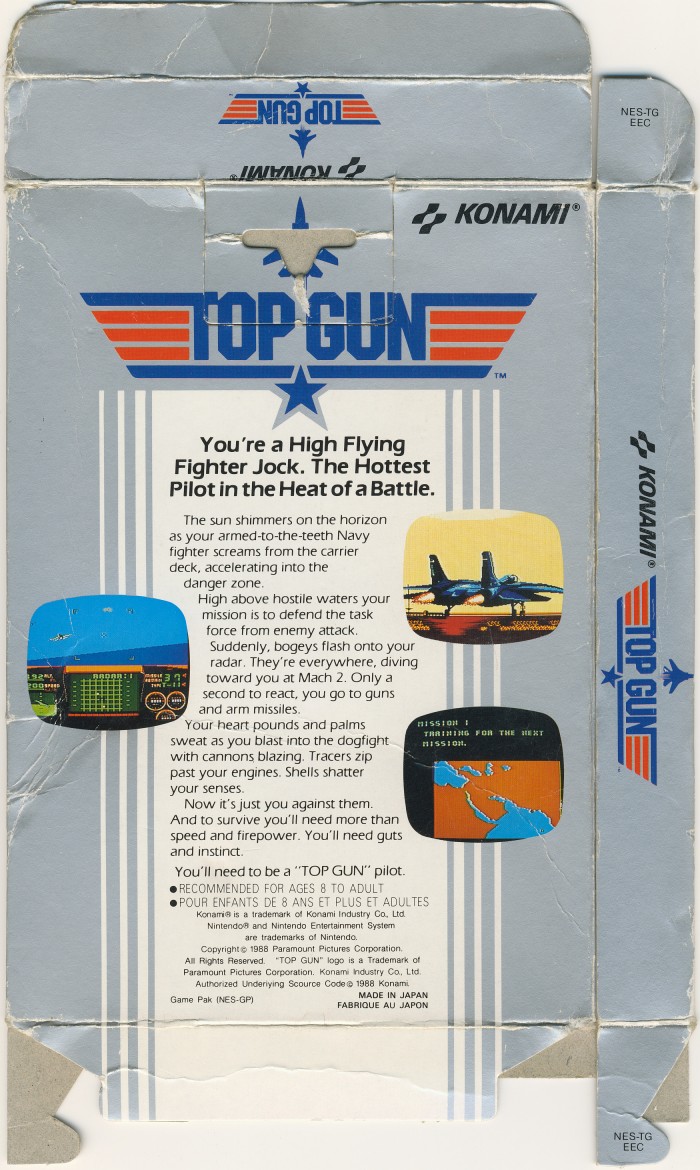 TOP GUN
KONAMI®
NES-TG
EEC
KONAMI®
TOP GUN™
You're a High Flying
Fighter Jock. The Hottest
Pilot in the Heat of a Battle.
The sun shimmers on the horizon
as your armed-to-the-teeth Navy
fighter screams from the carrier
deck, accelerating into the
danger zone.
High above hostile waters your
mission is to defend the task
force from enemy attack.
Suddenly, bogeys flash onto your
radar. They're everywhere, diving
toward you at Mach 2. Only a
second to react, you go to guns
and arm missiles.
Your heart pounds and palms
sweat as you blast into the dogfight
with cannons blazing. Tracers zip
past your engines. Shells shatter
your senses.
Now it's just you against them.
And to survive you'll need more than
speed and firepower. You'll need guts
and instinct.
You'll need to be a "TOP GUN" pilot.
●RECOMMENDED FOR AGES 8 TO ADULT
●POUR ENFANTS DE 8 ANS ET PLUS ET ADULTES
Konami® is a trademark of Konami Industry Co., Ltd.
Nintendo® and Nintendo Entertainment System
are trademarks of Nintendo.
Copyright © 1988 Paramount Pictures Corporation.
All Rights Reserved. "TOP GUN" logo is a Trademark of
Paramount Pictures Corporation. Konami Industry Co., Ltd.
Authorized Underiying Scource Code © 1988 Konami.
Game Pak (NES-GP)
MADE IN JAPAN
FABRIQUE AU JAPON
RADAR:1
MISSION 1
TRAINING FOR THE NEXT
MISSION.
KONAMI®
TOP GUN
NES-TG
EEC